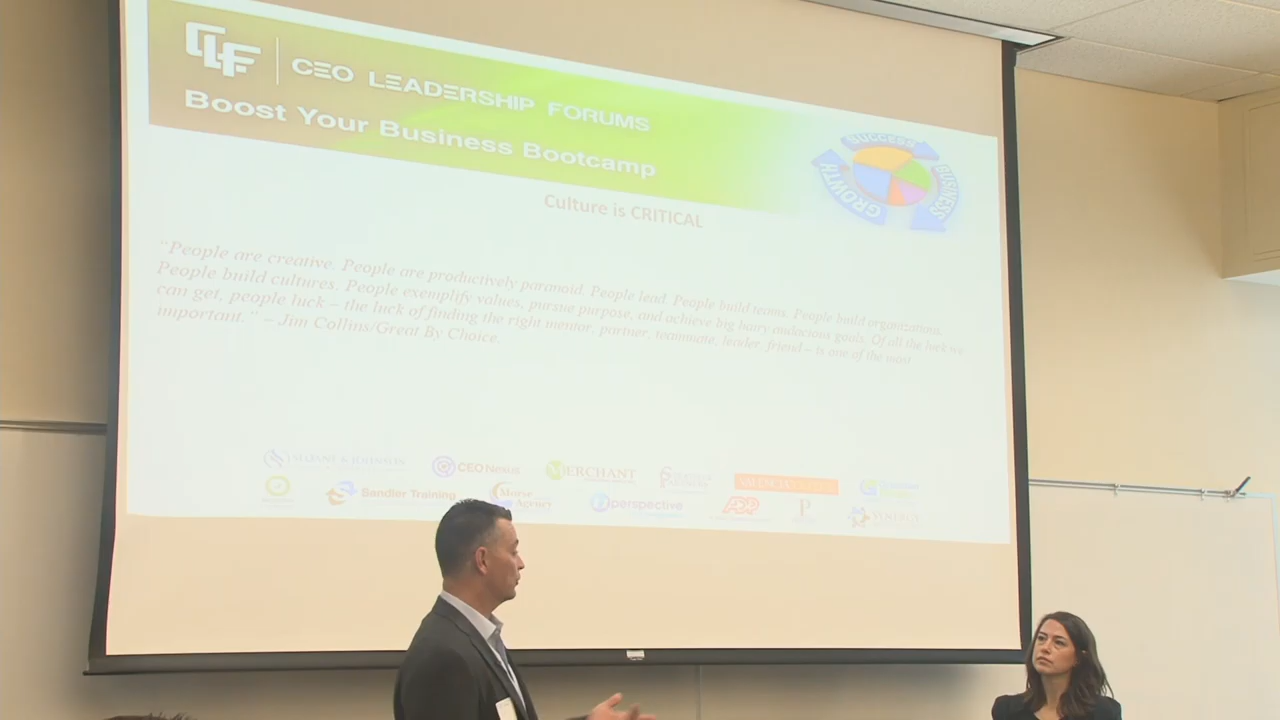 CLF | CEO LEADERSHIP FORUMS
Boost Your Business Bootcamp
SUCCESS
BUSINESS
GROWTH
Culture is CRITICAL
"People are creative. People are productively paranoid. People lead. People build teams. People build organizations.
People build cultures. People exemplify values, pursue purpose, and achieve big hairy audacious goals. Of all the luck we
can get, people luck – the luck of finding the right mentor, partner, teammate, leader, friend – is one of the most
important." – Jim Collins/Great By Choice.
CEO Nexus
MERCHANT
Sandler Training
Morse
Agency
perspective
ADP